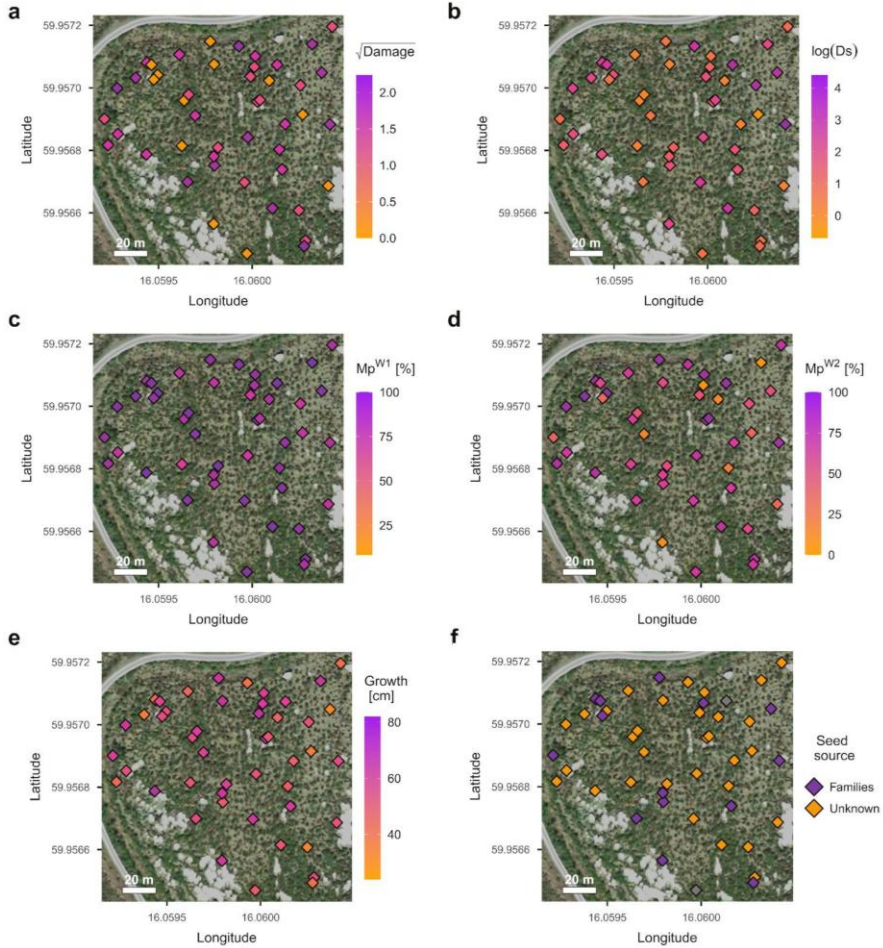 a
59.9572
59.9570
59.9568
59.9566
Latitude
20 m
16.0595 16.0600
Longitude
√Damage
2.0
1.5
1.0
0.5
0.0
b
59.9572
59.9570
59.9568
59.9566
Latitude
20 m
16.0595 16.0600
Longitude
log(Ds)
4
3
2
1
0
c
59.9572
59.9570
59.9568
59.9566
Latitude
20 m
16.0595 16.0600
Longitude
Mp^W1 [%]
100
75
50
25
d
59.9572
59.9570
59.9568
59.9566
Latitude
20 m
16.0595 16.0600
Longitude
Mp^W2 [%]
100
75
50
25
0
e
59.9572
59.9570
59.9568
59.9566
Latitude
20 m
16.0595 16.0600
Longitude
Growth
[cm]
80
60
40
f
59.9572
59.9570
59.9568
59.9566
Latitude
20 m
16.0595 16.0600
Longitude
Seed
source
Families
Unknown